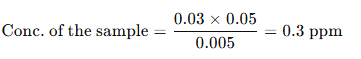 Conc. of the sample = 0.03 × 0.05 / 0.005 = 0.3 ppm